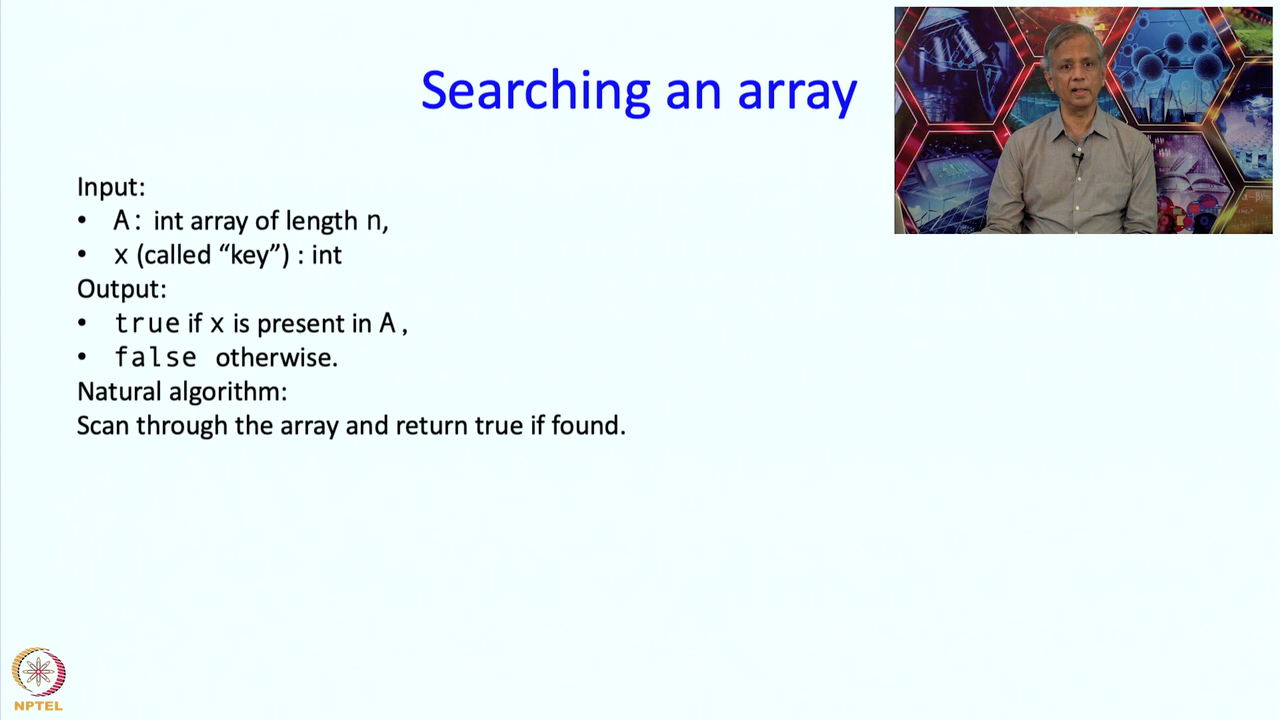 Searching an array
Input:
• A: int array of length n,
• x (called “key”) : int
Output:
• true if x is present in A ,
• false otherwise.
Natural algorithm:
Scan through the array and return true if found.
NPTEL